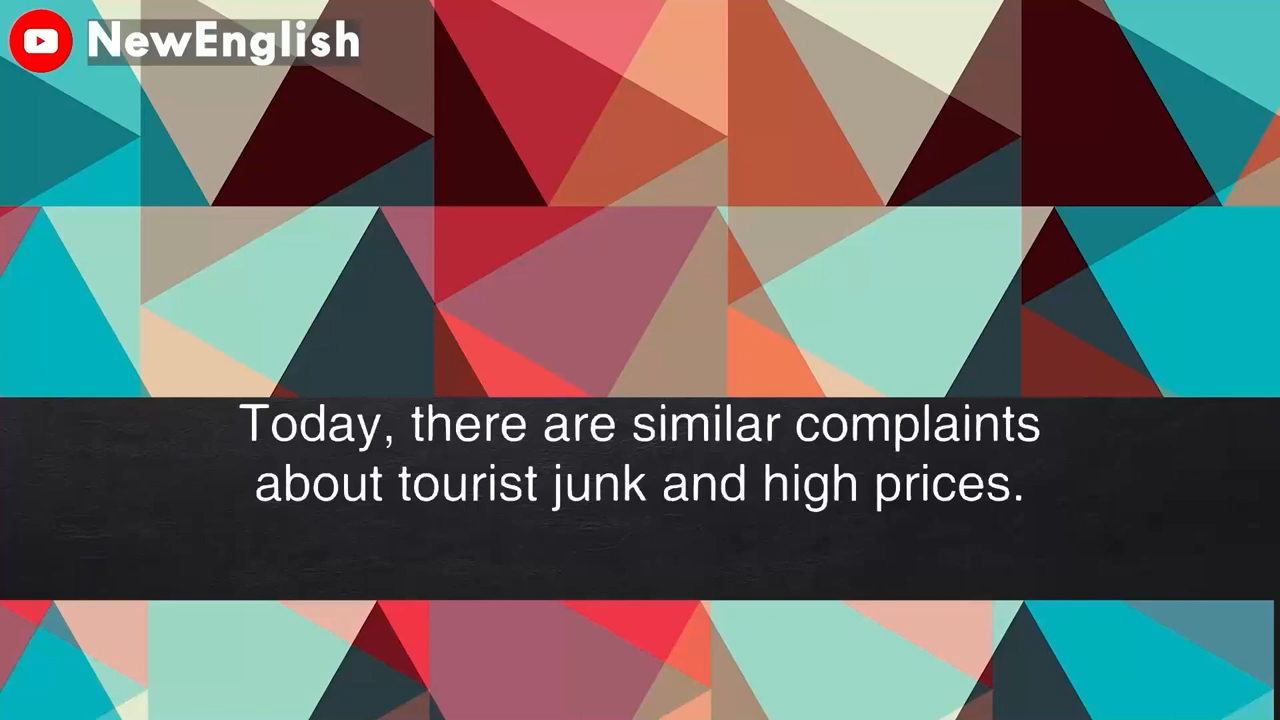 NewEnglish
Today, there are similar complaints
about tourist junk and high prices.